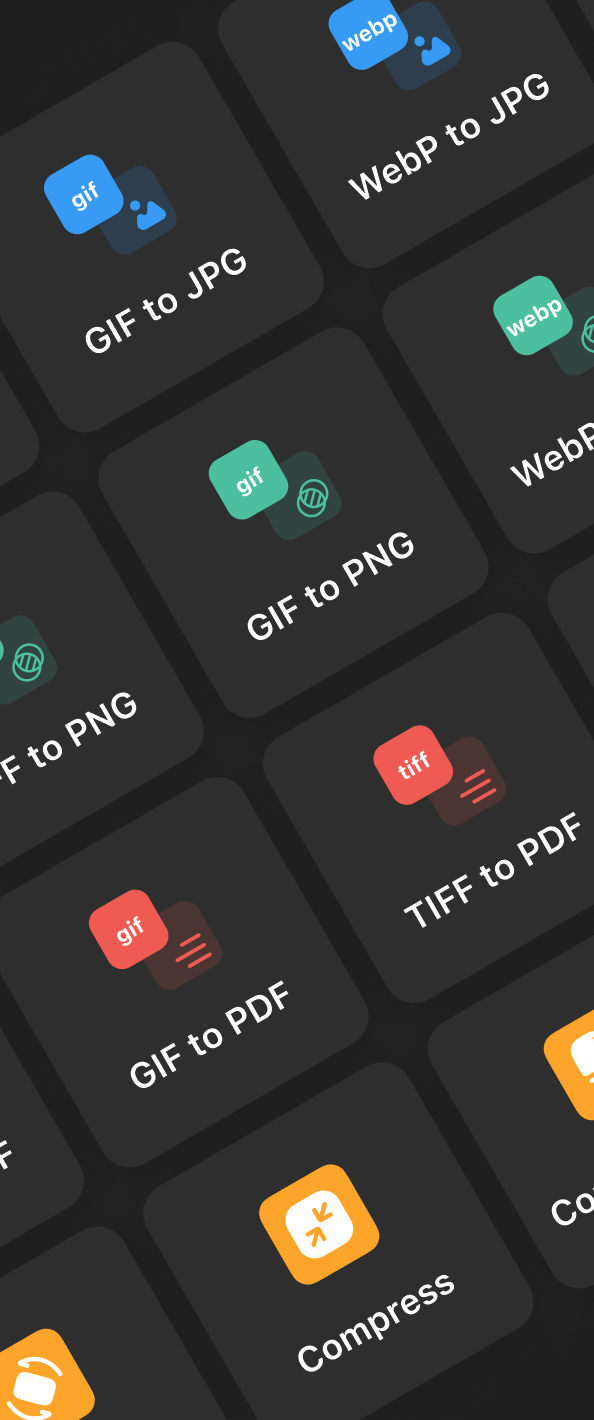 webp
WebP to JPG
gif
GIF to JPG
webp
WebP
gif
GIF to PNG
F to PNG
tiff
TIFF to PDF
gif
GIF to PDF
F
Co
Compress